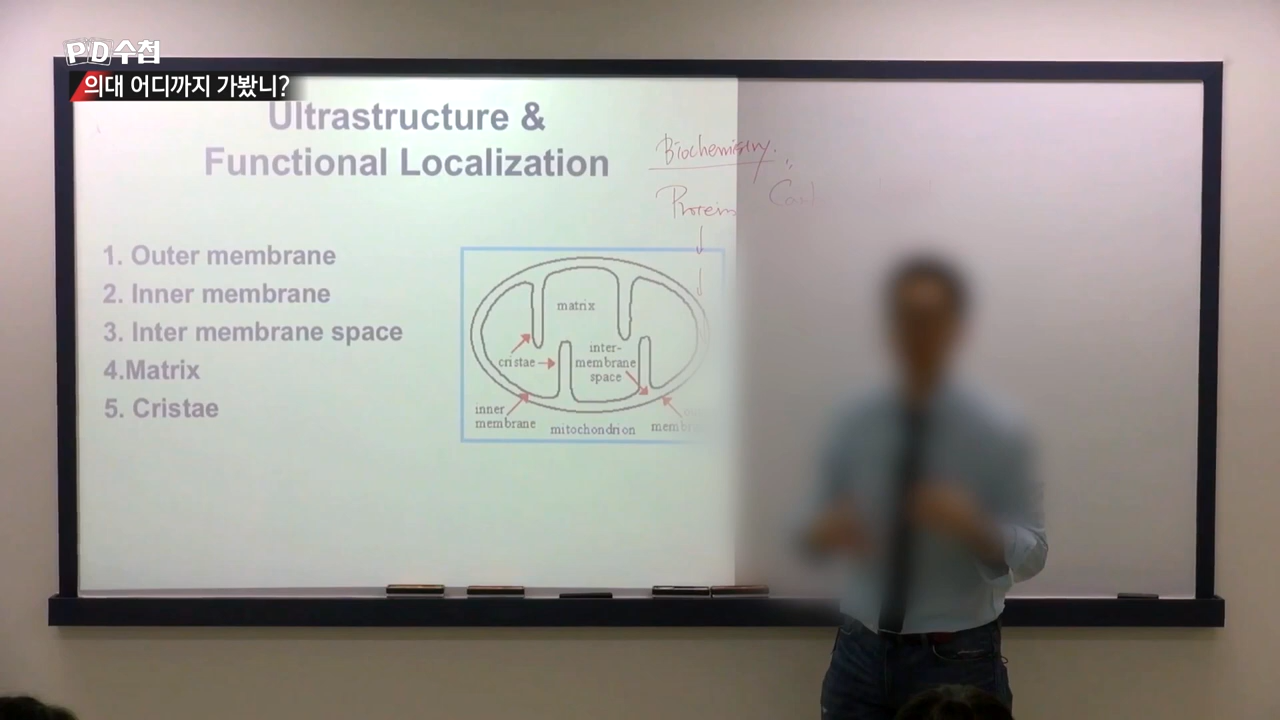 PD수첩
의대 어디까지 가봤니?
Ultrastructure &
Functional Localization
Biochemistry.
Protein
1. Outer membrane
2. Inner membrane
3. Inter membrane space
4.Matrix
5. Cristae
matrix
cristae
inter-
membrane
space
inner
membrane
mitochondrion